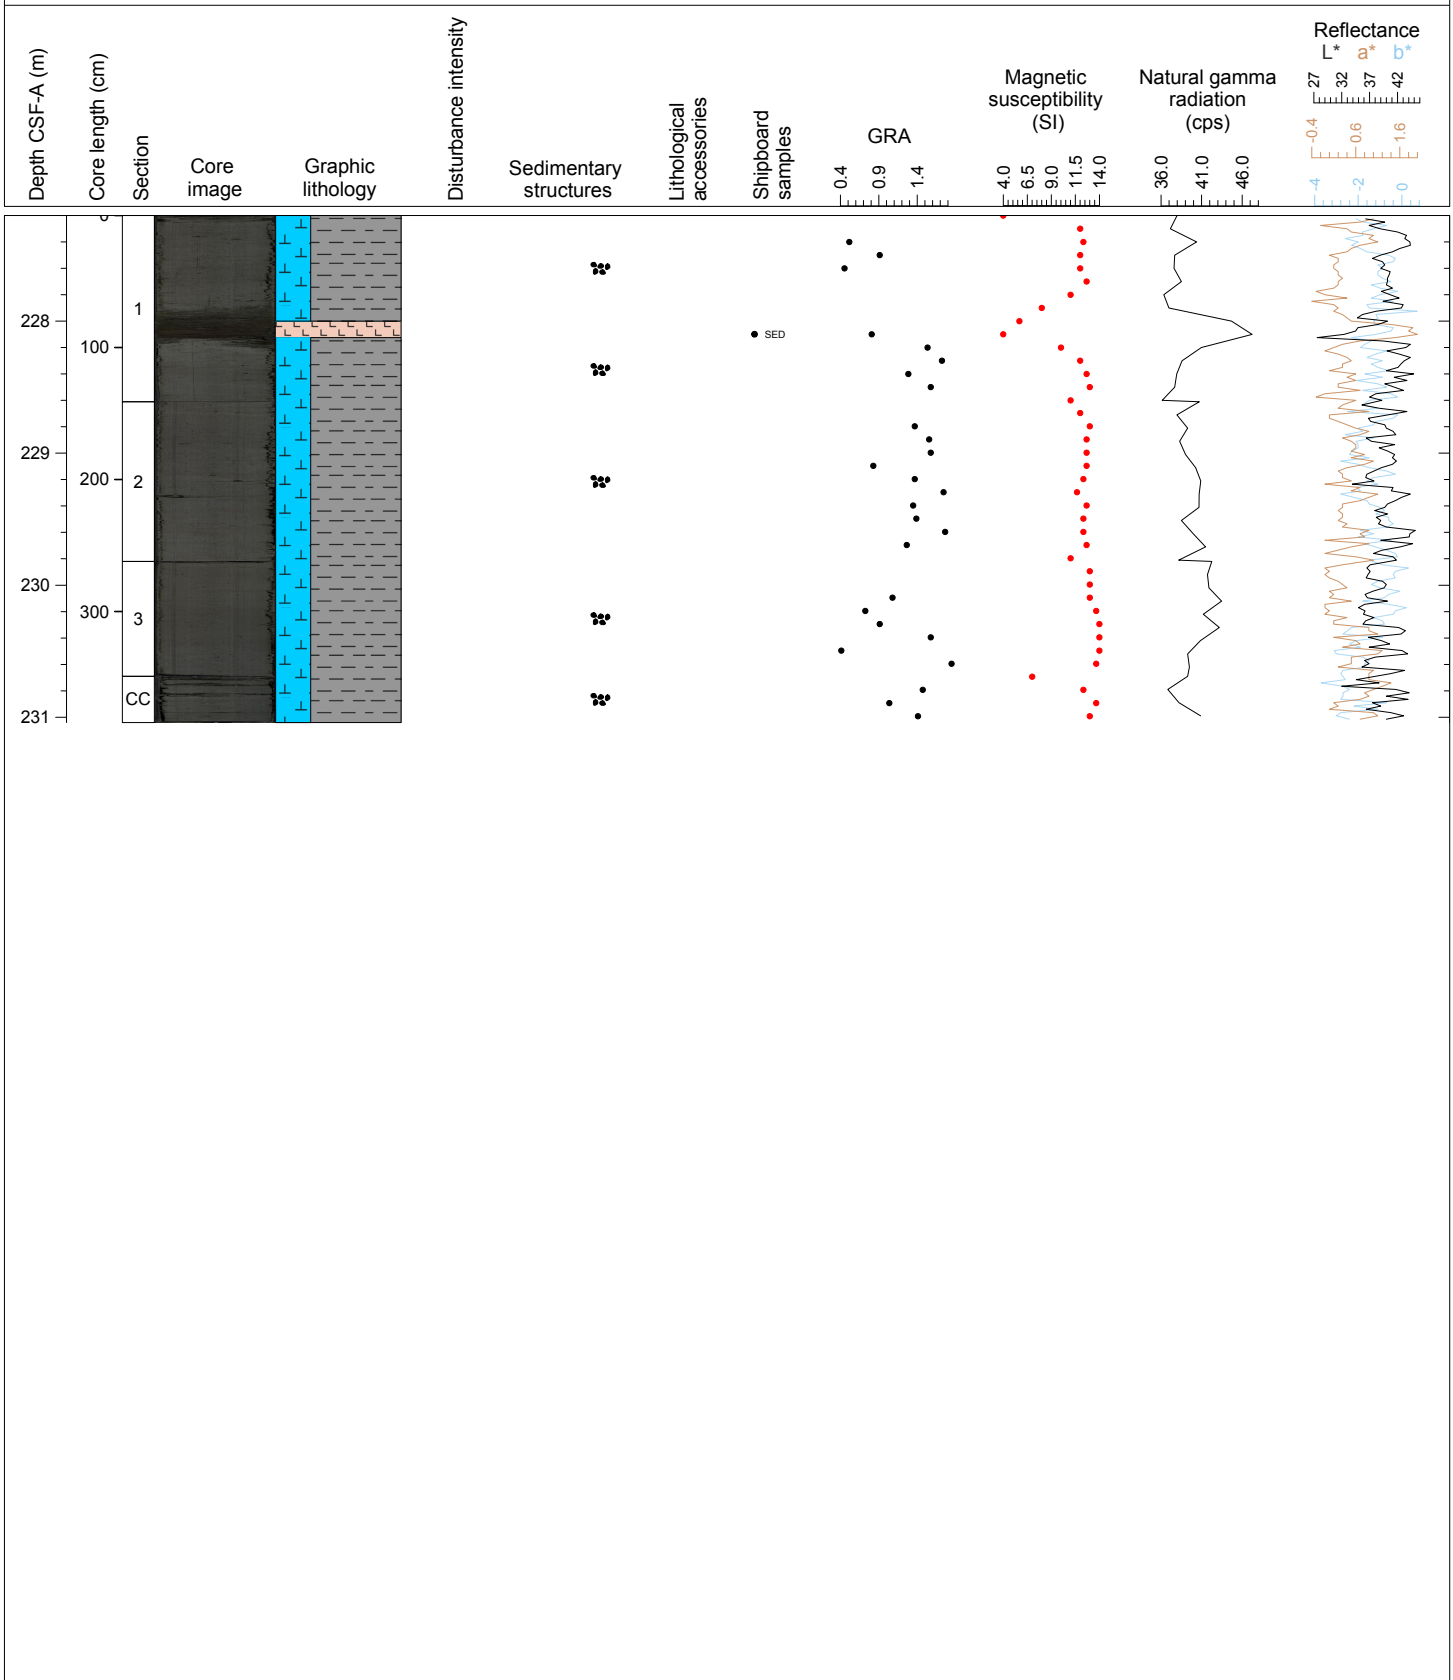 Depth CSF-A (m)
Core length (cm)
Section
Core
image
Graphic
lithology
Disturbance intensity
Sedimentary
structures
Lithological
accessories
Shipboard
samples
GRA
0.4 0.9 1.4
Magnetic
susceptibility
(SI)
4.0 6.5 9.0 11.5 14.0
Natural gamma
radiation
(cps)
36.0 41.0 46.0
Reflectance
L* a* b*
27 32 37 42
-0.4 0.6 1.6
-4 -2 0
0
1
228
SED
100
229
200
2
230
300
3
CC
231